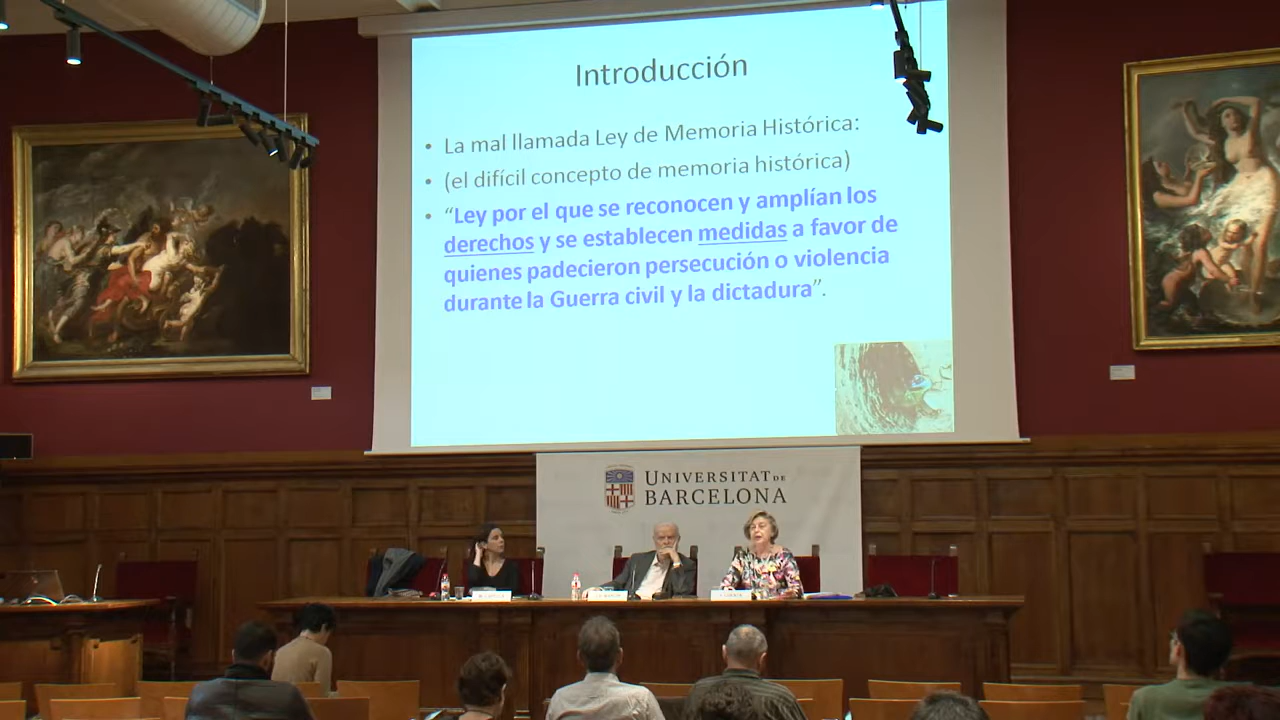 Introducción
• La mal llamada Ley de Memoria Histórica:
• (el difícil concepto de memoria histórica)
• “Ley por el que se reconocen y amplían los
derechos y se establecen medidas a favor de
quienes padecieron persecución o violencia
durante la Guerra civil y la dictadura”.
UNIVERSITAT DE
BARCELONA